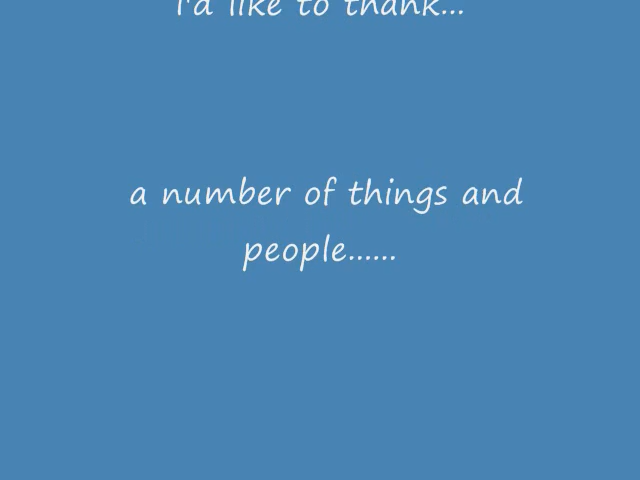 I'd like to thank...
a number of things and
people......